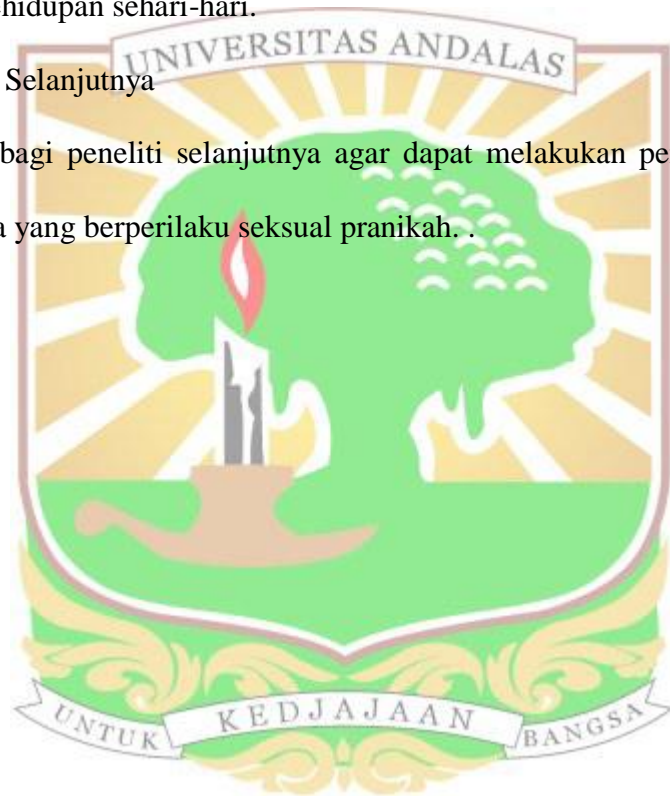 ehidupan sehari-hari.
UNIVERSITAS ANDALAS
Selanjutnya
bagi peneliti selanjutnya agar dapat melakukan pe
a yang berperilaku seksual pranikah. .
UNTUK KEDJAJAAN BANGSA